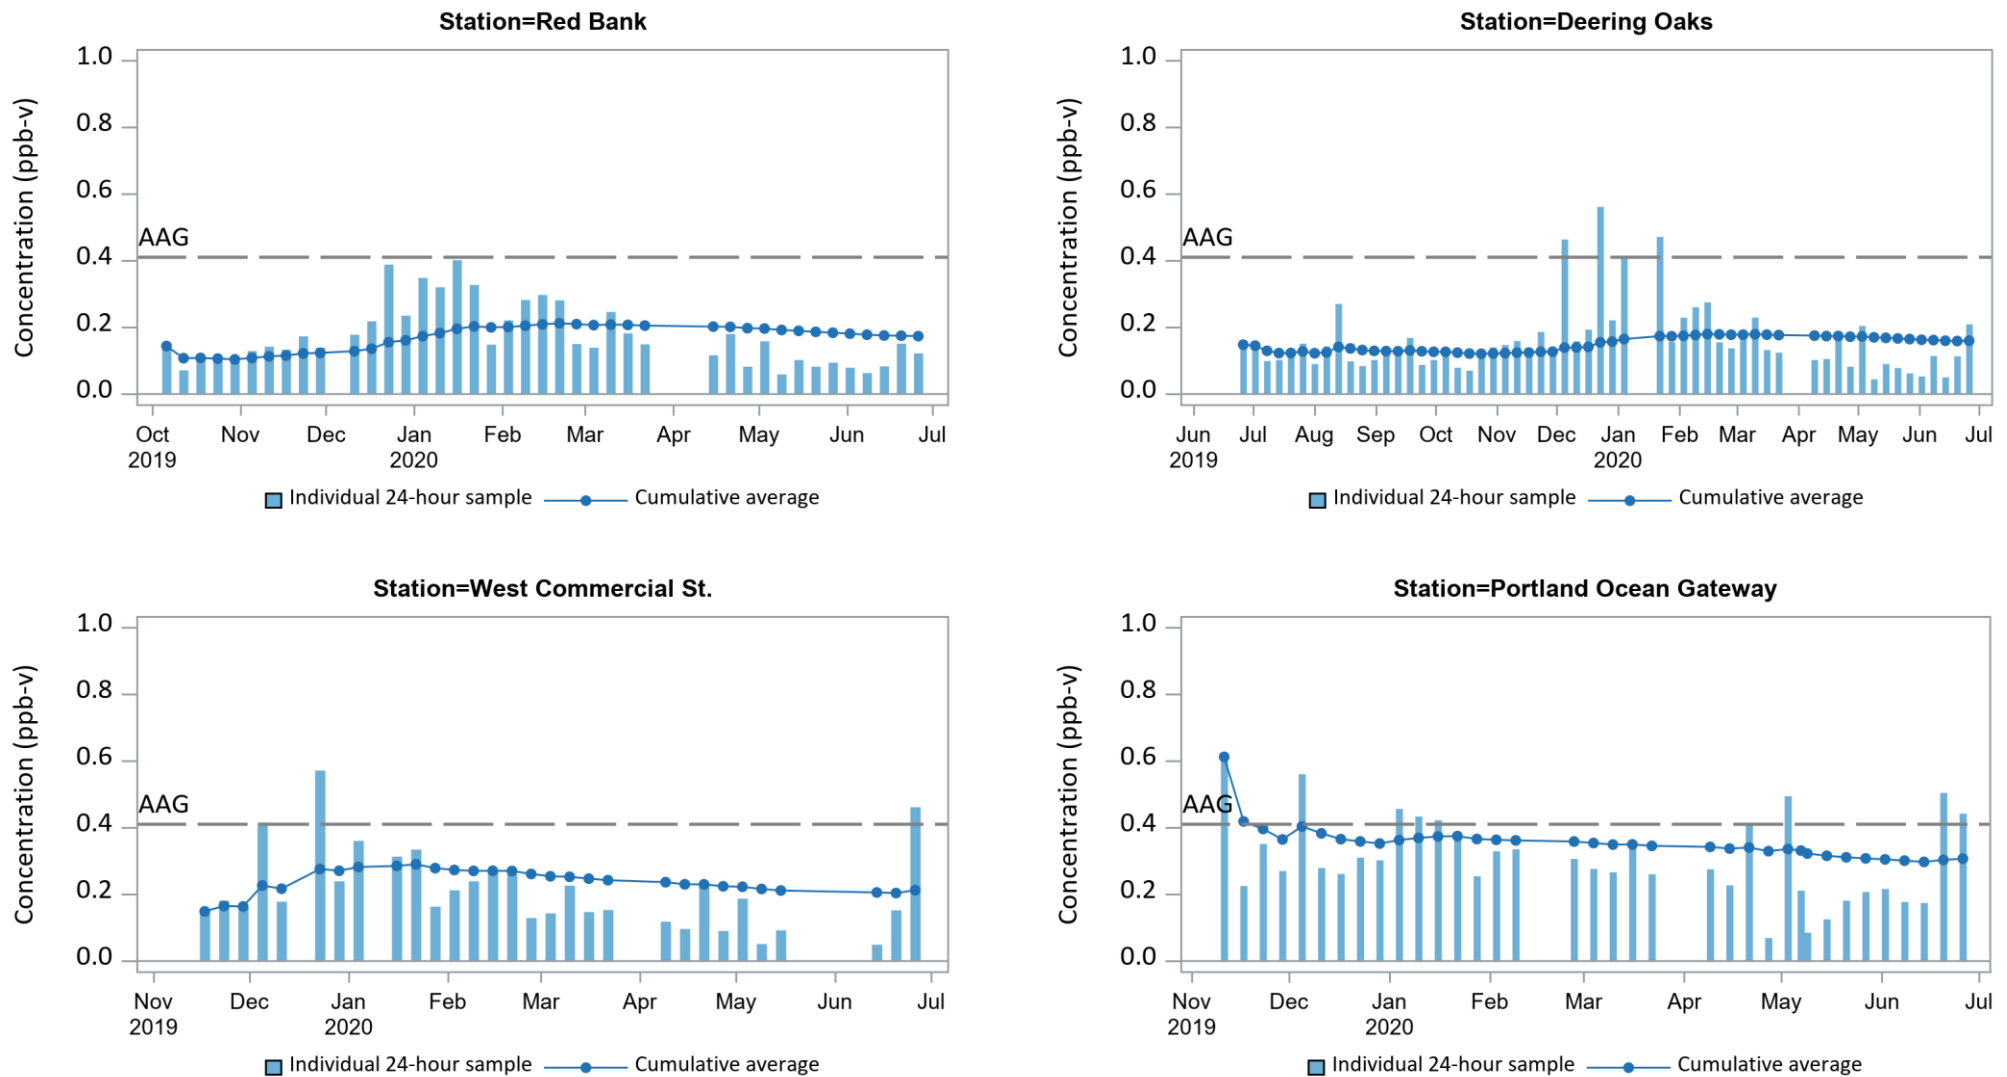 Station=Red Bank
Concentration (ppb-v)
1.0
0.8
0.6
0.4
0.2
0.0
AAG
Oct Nov Dec Jan Feb Mar Apr May Jun Jul
2019 2020
Individual 24-hour sample Cumulative average
Station=Deering Oaks
Concentration (ppb-v)
1.0
0.8
0.6
0.4
0.2
0.0
AAG
Jun Jul Aug Sep Oct Nov Dec Jan Feb Mar Apr May Jun Jul
2019 2020
Individual 24-hour sample Cumulative average
Station=West Commercial St.
Concentration (ppb-v)
1.0
0.8
0.6
0.4
0.2
0.0
AAG
Nov Dec Jan Feb Mar Apr May Jun Jul
2019 2020
Individual 24-hour sample Cumulative average
Station=Portland Ocean Gateway
Concentration (ppb-v)
1.0
0.8
0.6
0.4
0.2
0.0
AAG
Nov Dec Jan Feb Mar Apr May Jun Jul
2019 2020
Individual 24-hour sample Cumulative average